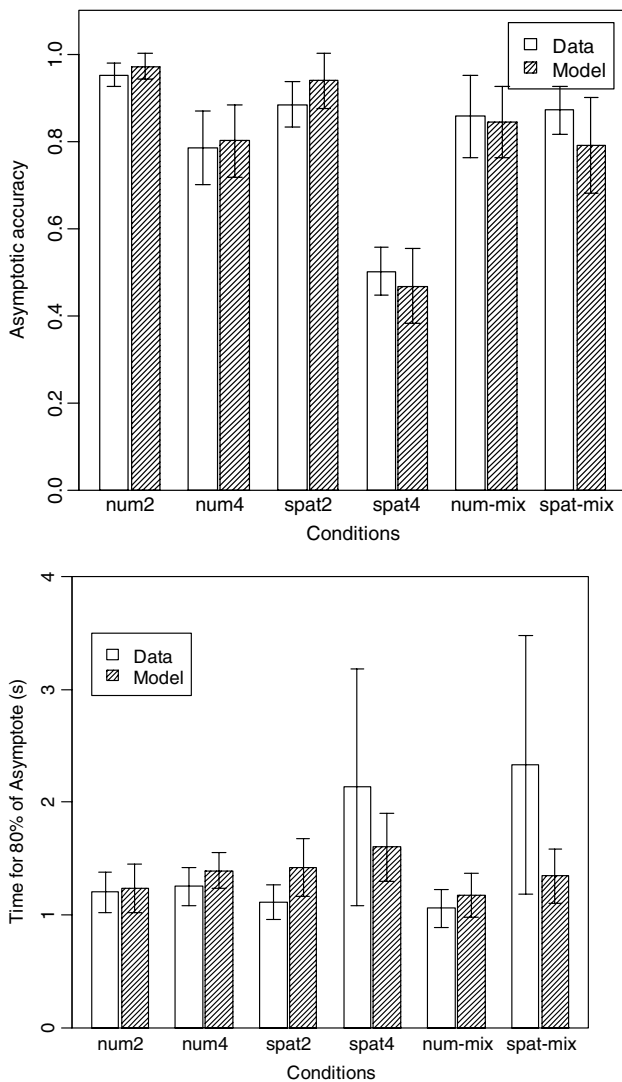 Asymptotic accuracy
1.0
0.8
0.6
0.4
0.2
0.0
Data
Model
num2 num4 spat2 spat4 num-mix spat-mix
Conditions
Time for 80% of Asymptote (s)
4
3
2
1
0
Data
Model
num2 num4 spat2 spat4 num-mix spat-mix
Conditions